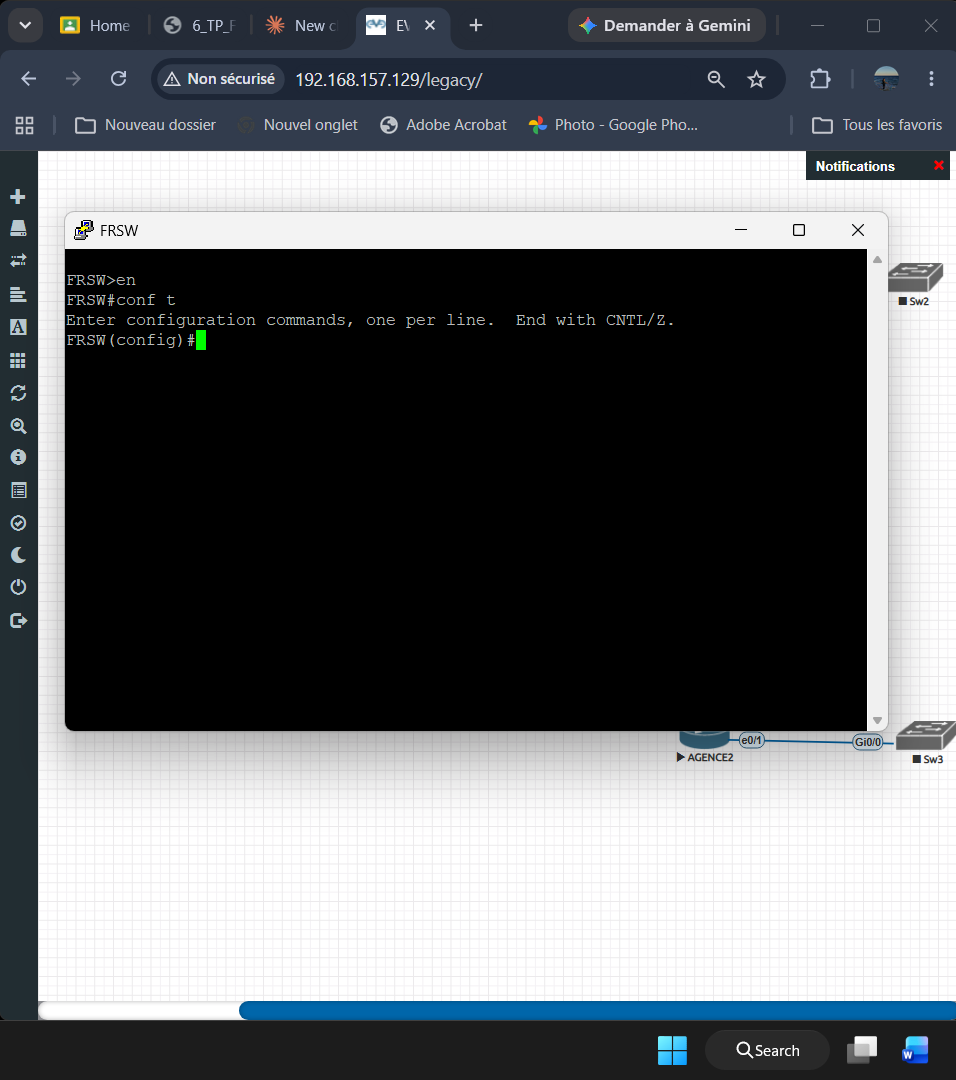 Home
6_TP_F
New c
EV
Demander à Gemini
Non sécurisé
192.168.157.129/legacy/
Nouveau dossier
Nouvel onglet
Adobe Acrobat
Photo - Google Pho...
Tous les favoris
Notifications
FRSW
FRSW>en
FRSW#conf t
Enter configuration commands, one per line.  End with CNTL/Z.
FRSW(config)#
Sw2
e0/1
Gi0/0
AGENCE2
Sw3
Search